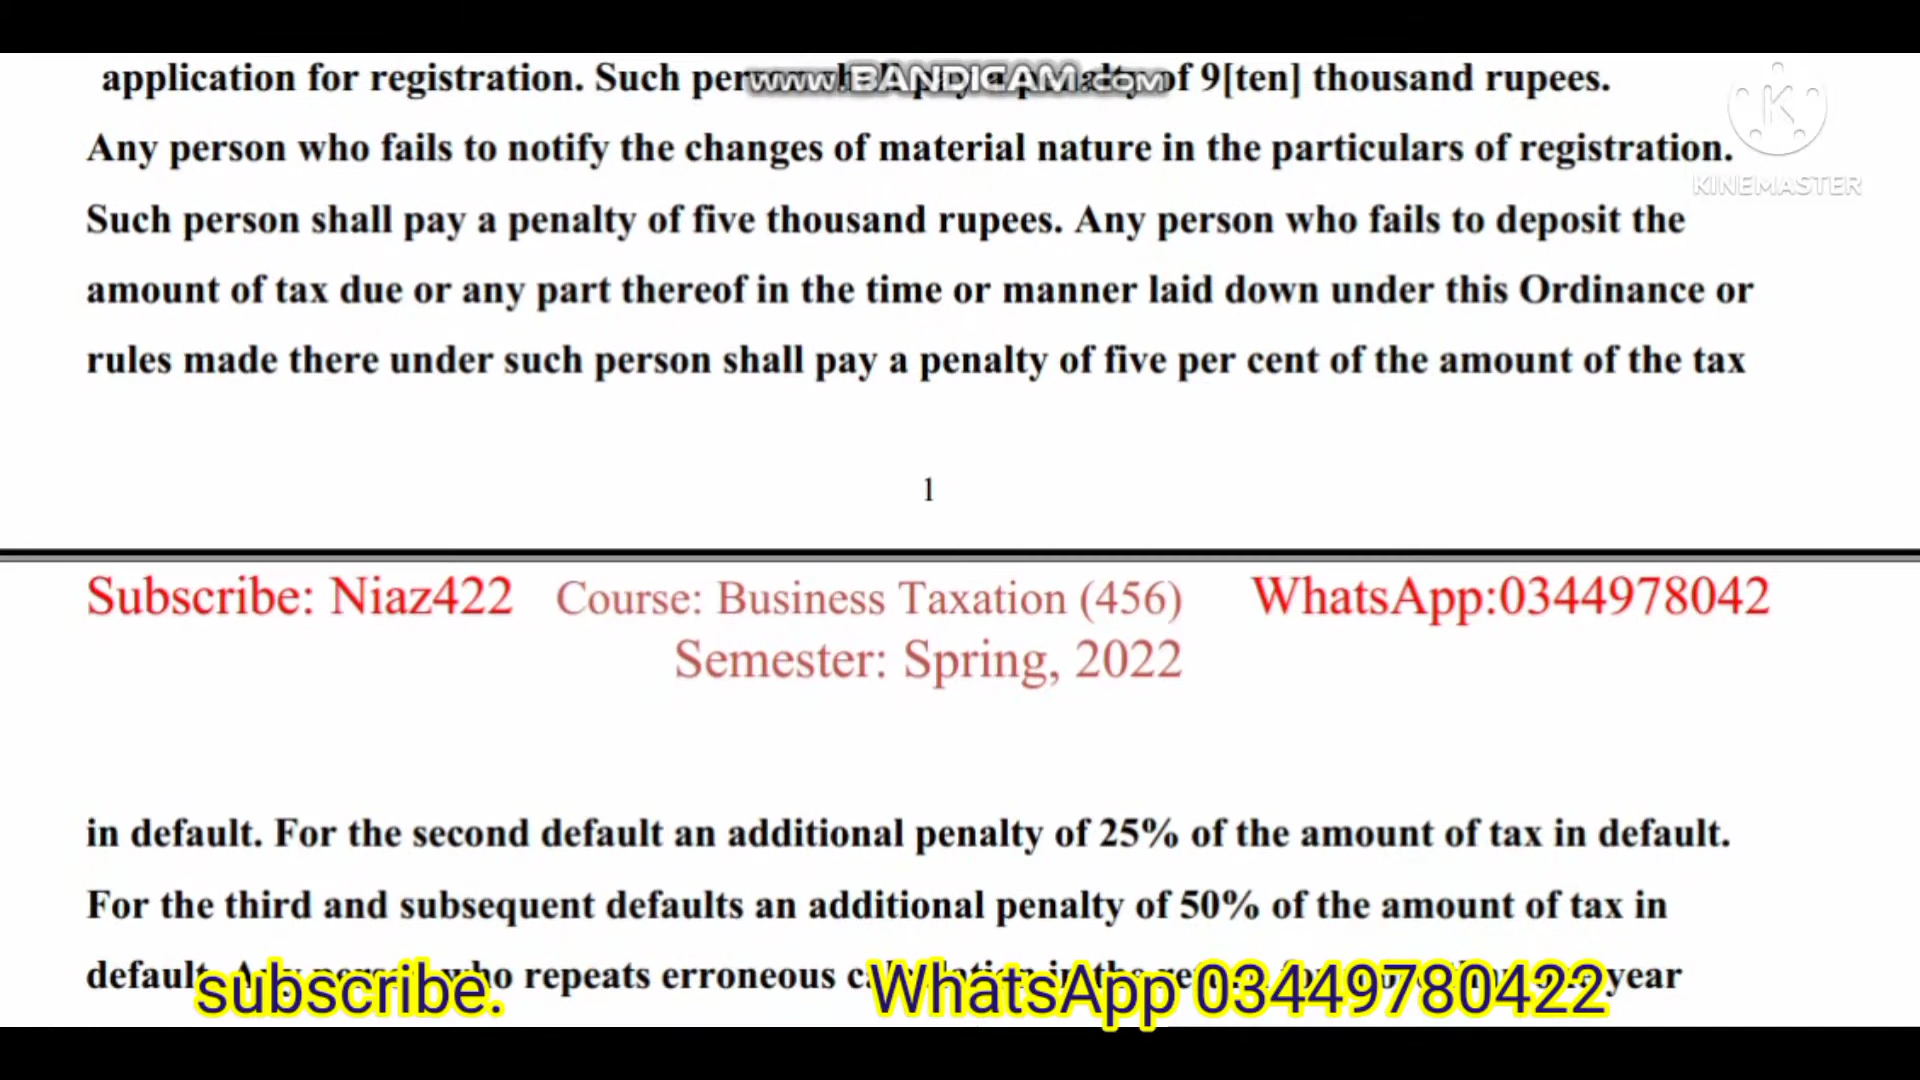 application for registration. Such of 9[ten] thousand rupees.
www.BANDICAM.com
Any person who fails to notify the changes of material nature in the particulars of registration.
KINEMASTER
Such person shall pay a penalty of five thousand rupees. Any person who fails to deposit the
amount of tax due or any part thereof in the time or manner laid down under this Ordinance or
rules made there under such person shall pay a penalty of five per cent of the amount of the tax
1
Subscribe: Niaz422 Course: Business Taxation (456) WhatsApp:0344978042
Semester: Spring, 2022
in default. For the second default an additional penalty of 25% of the amount of tax in default.
For the third and subsequent defaults an additional penalty of 50% of the amount of tax in
default. who repeats erroneous year
subscribe. WhatsApp 03449780422